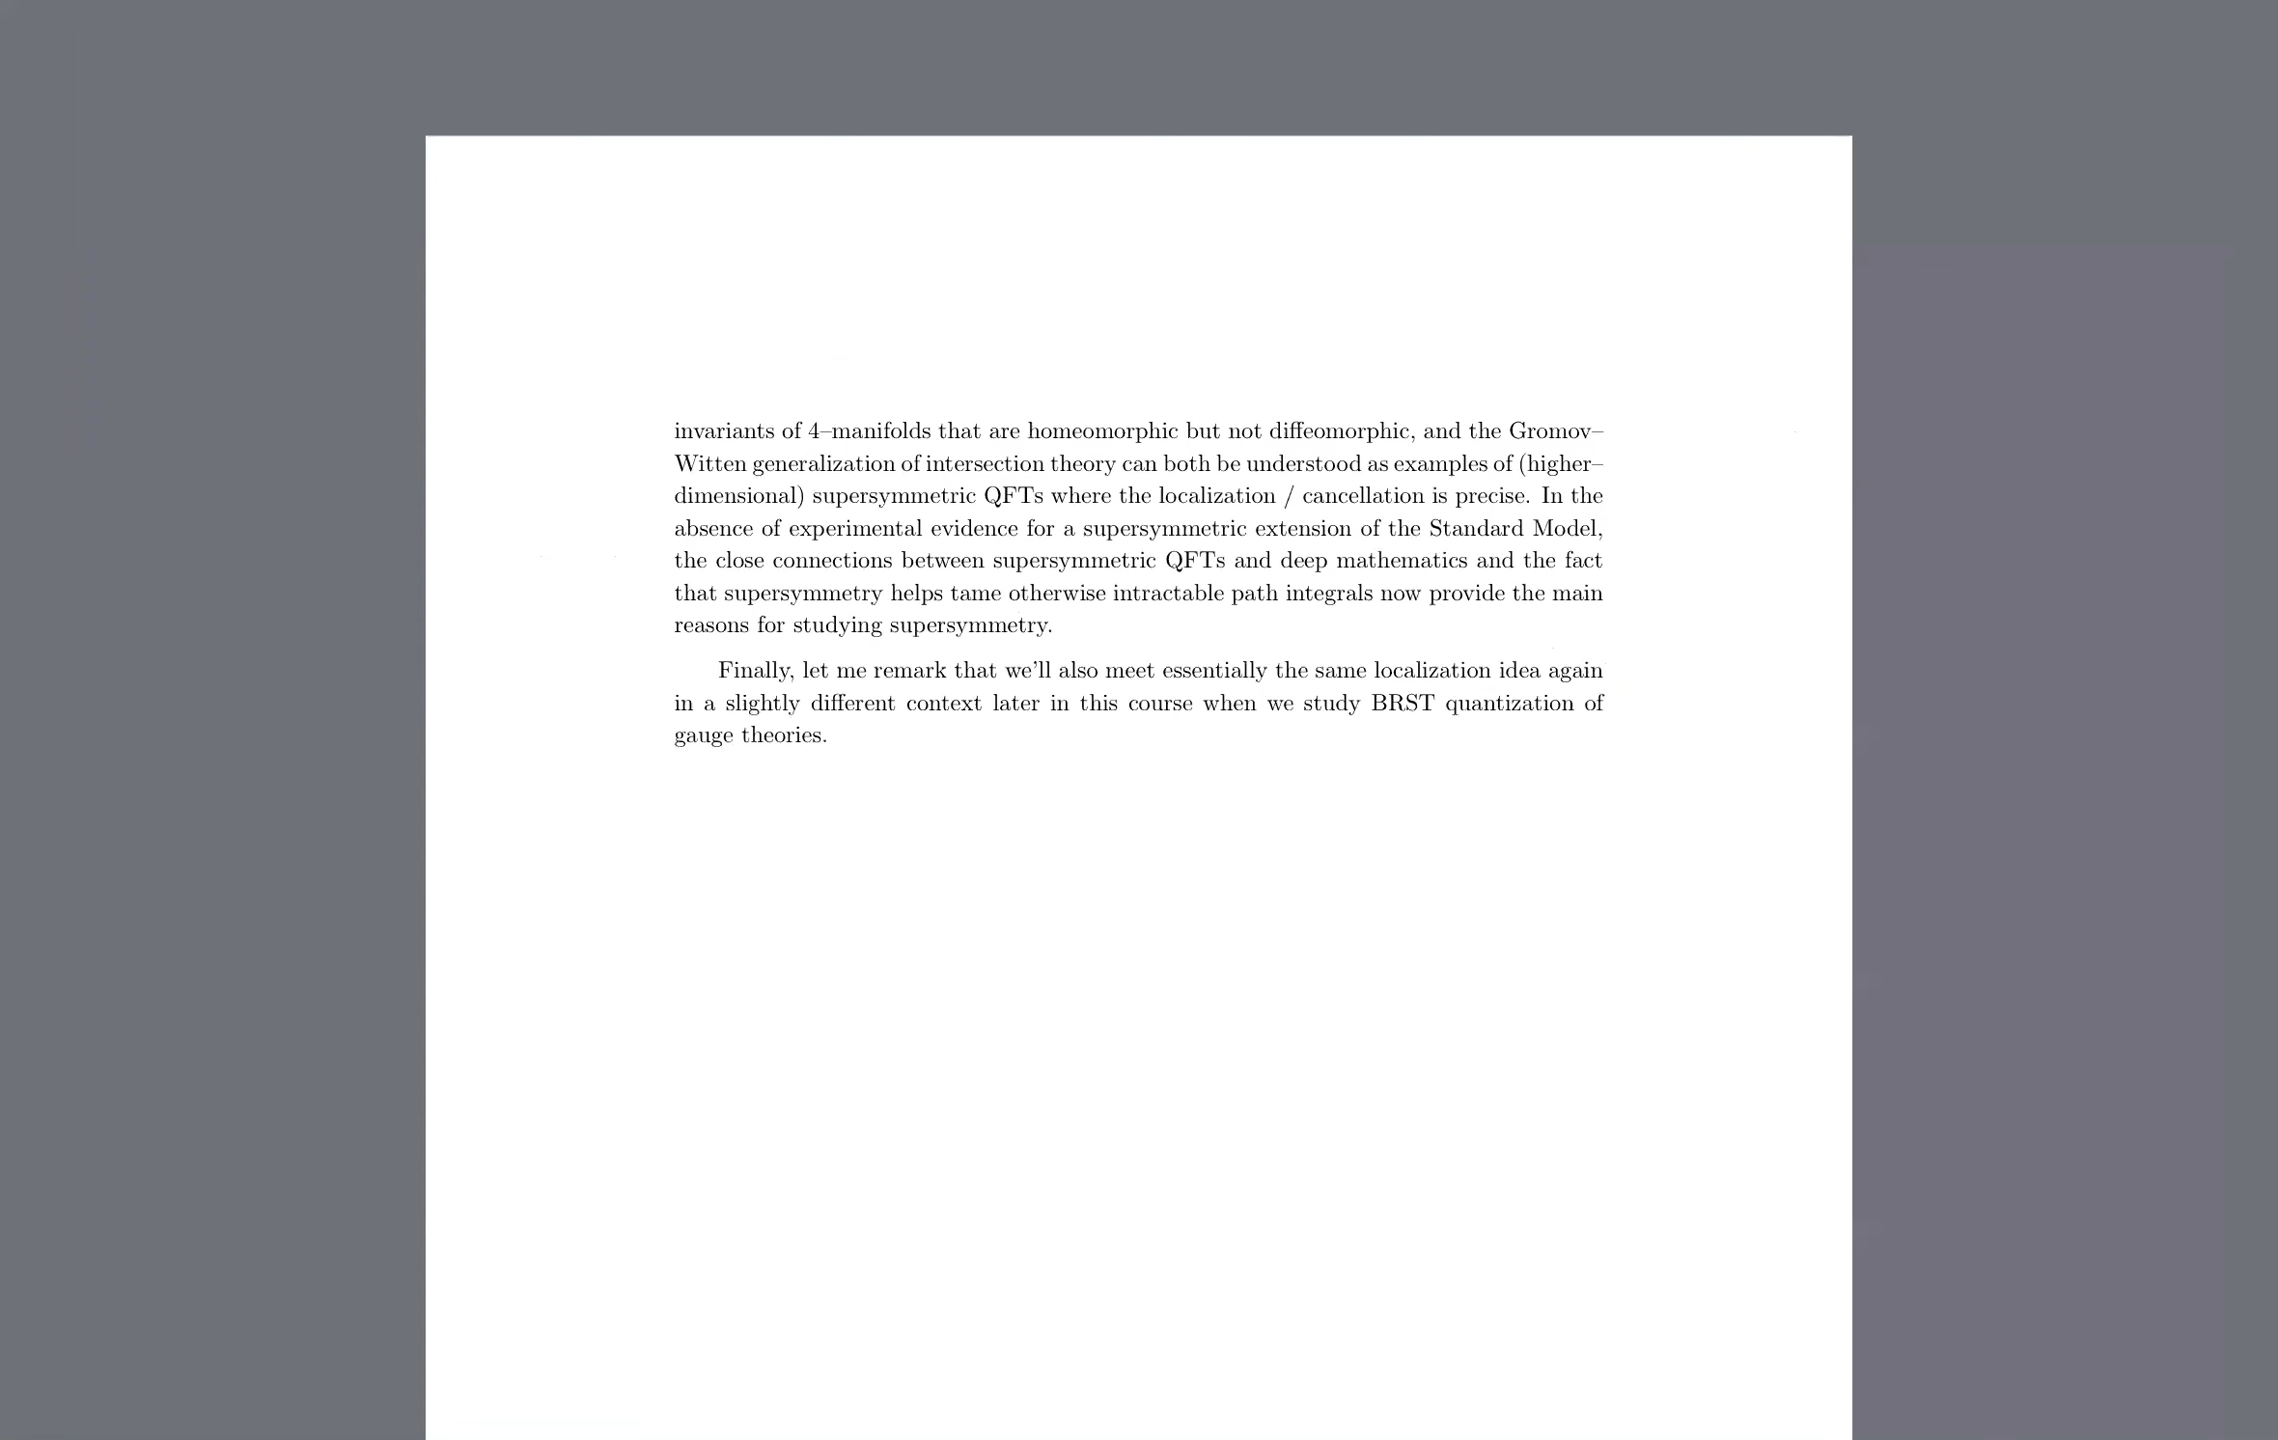 invariants of 4–manifolds that are homeomorphic but not diffeomorphic, and the Gromov–
Witten generalization of intersection theory can both be understood as examples of (higher–
dimensional) supersymmetric QFTs where the localization / cancellation is precise. In the
absence of experimental evidence for a supersymmetric extension of the Standard Model,
the close connections between supersymmetric QFTs and deep mathematics and the fact
that supersymmetry helps tame otherwise intractable path integrals now provide the main
reasons for studying supersymmetry.
Finally, let me remark that we'll also meet essentially the same localization idea again
in a slightly different context later in this course when we study BRST quantization of
gauge theories.